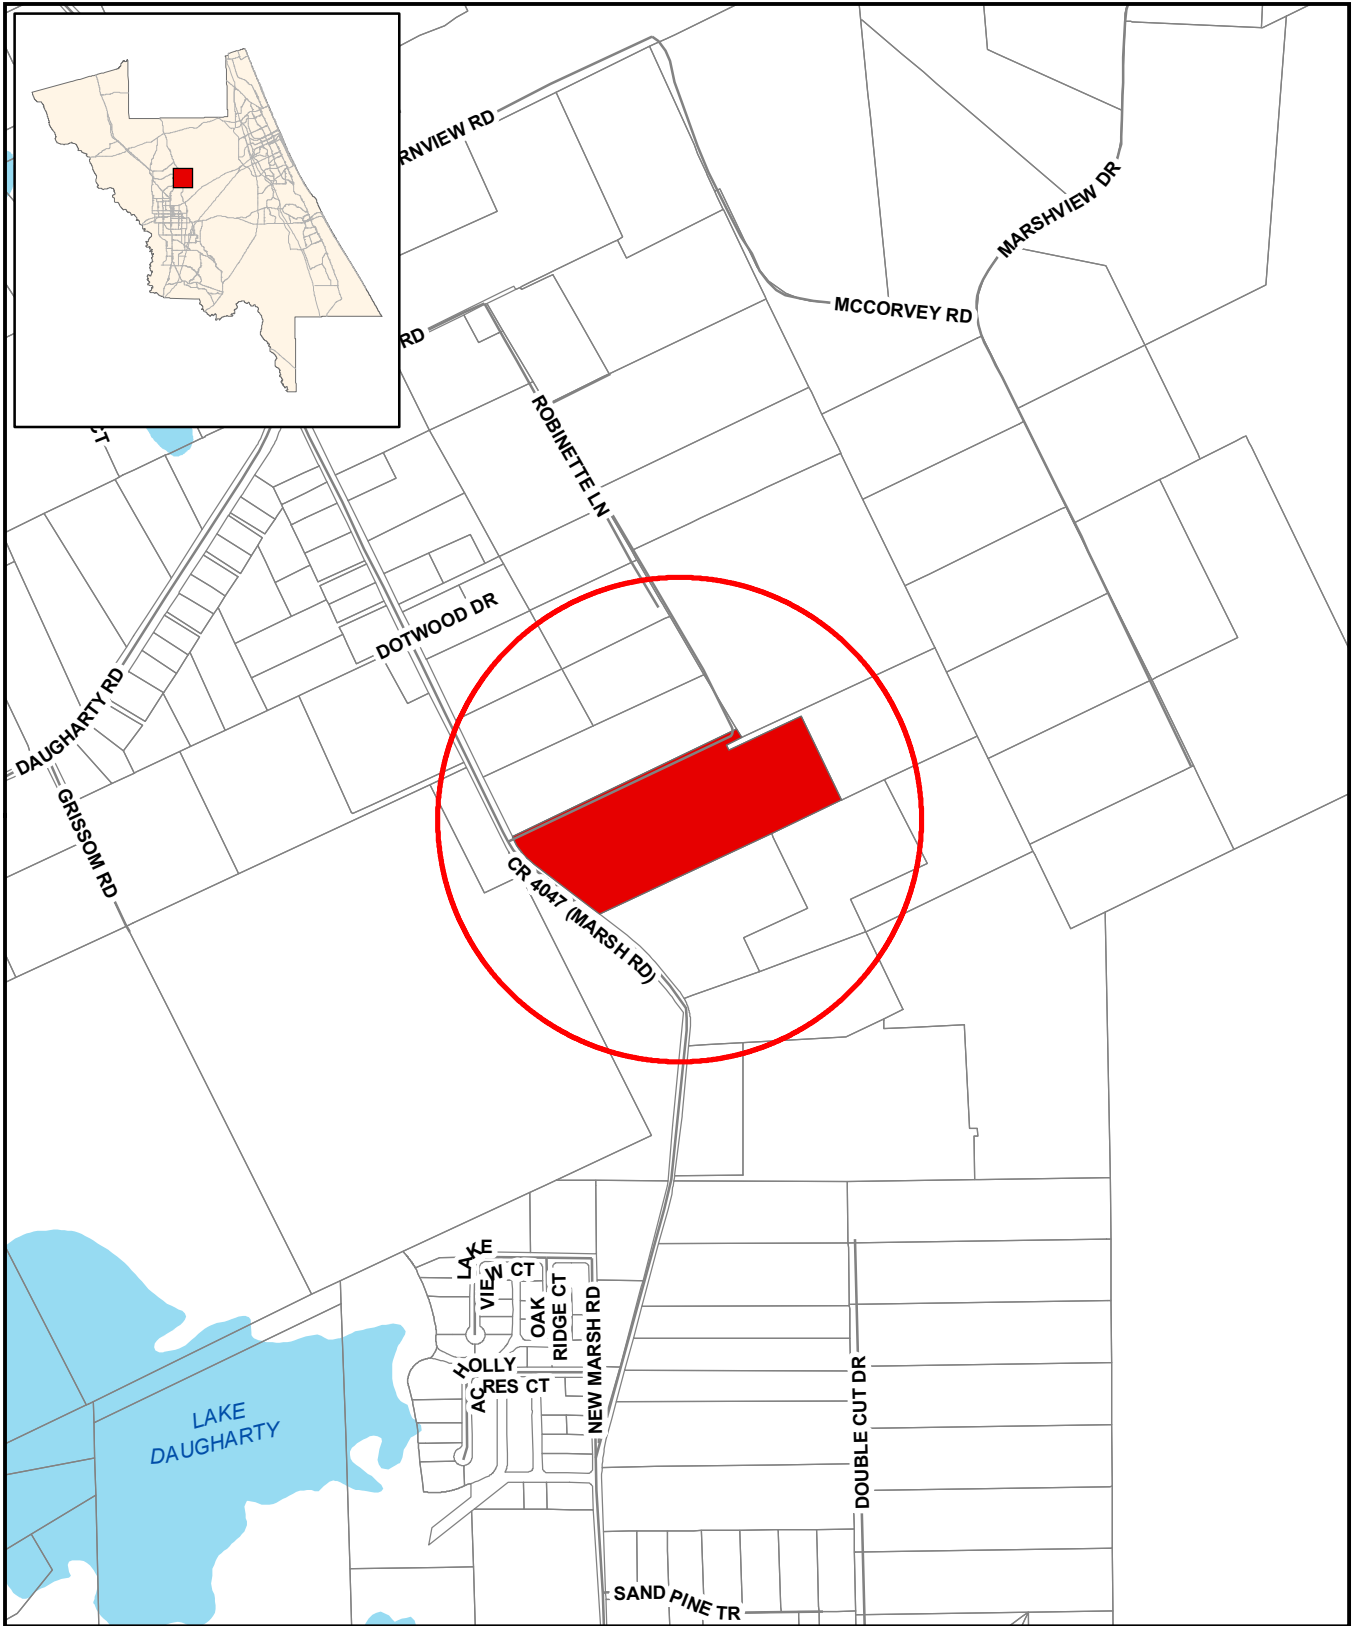 RNVIEW RD
MARSHVIEW DR
MCCORVEY RD
RD
ROBINETTE LN
CT
DOTWOOD DR
DAUGHARTY RD
GRISSOM RD
CR 4047 (MARSH RD)
LAKE
VIEW CT
OAK
RIDGE CT
NEW MARSH RD
HOLLY
ACRES CT
DOUBLE CUT DR
LAKE
DAUGHARTY
SAND PINE TR